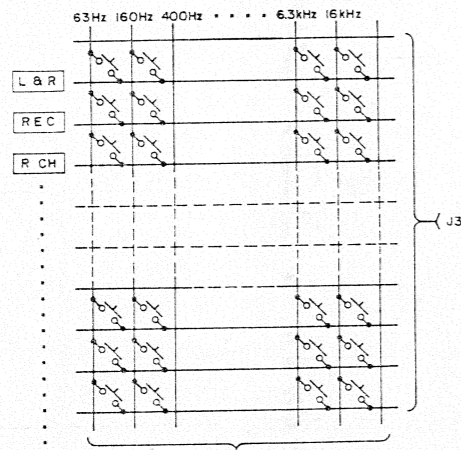 63Hz 160Hz 400Hz • • • • 6.3kHz 16kHz
L & R
REC
R CH
J3